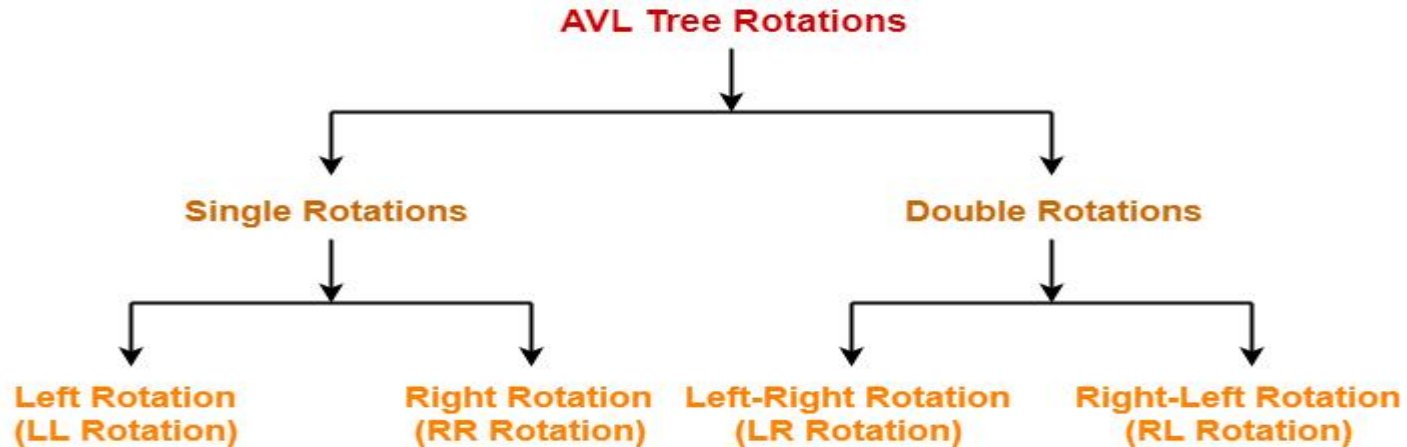 AVL Tree Rotations
Single Rotations
Double Rotations
Left Rotation
(LL Rotation)
Right Rotation
(RR Rotation)
Left-Right Rotation
(LR Rotation)
Right-Left Rotation
(RL Rotation)